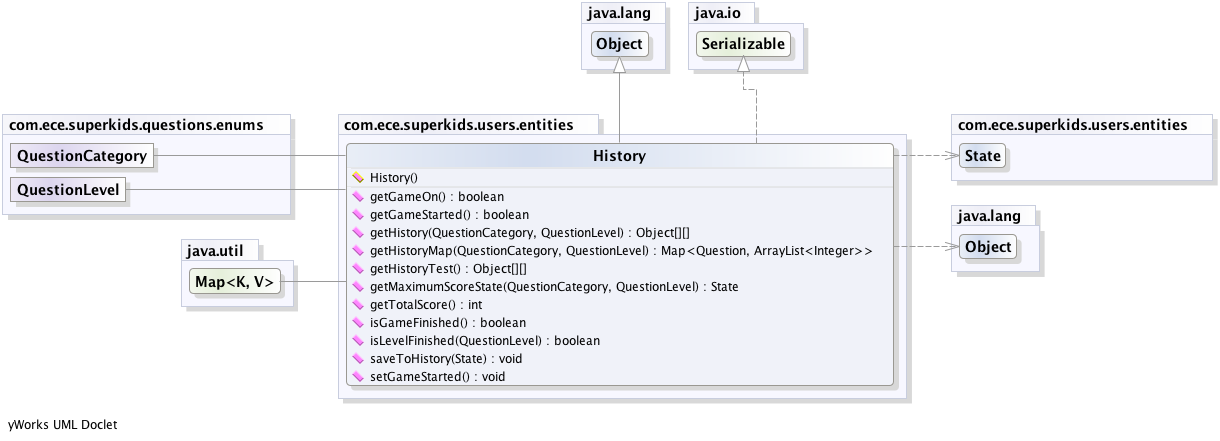 java.lang
Object
java.io
Serializable
com.ece.superkids.questions.enums
QuestionCategory
QuestionLevel
java.util
Map<K, V>
com.ece.superkids.users.entities
History
History()
getGameOn() : boolean
getGameStarted() : boolean
getHistory(QuestionCategory, QuestionLevel) : Object[][]
getHistoryMap(QuestionCategory, QuestionLevel) : Map<Question, ArrayList<Integer>>
getHistoryTest() : Object[][]
getMaximumScoreState(QuestionCategory, QuestionLevel) : State
getTotalScore() : int
isGameFinished() : boolean
isLevelFinished(QuestionLevel) : boolean
saveToHistory(State) : void
setGameStarted() : void
com.ece.superkids.users.entities
State
java.lang
Object
yWorks UML Doclet